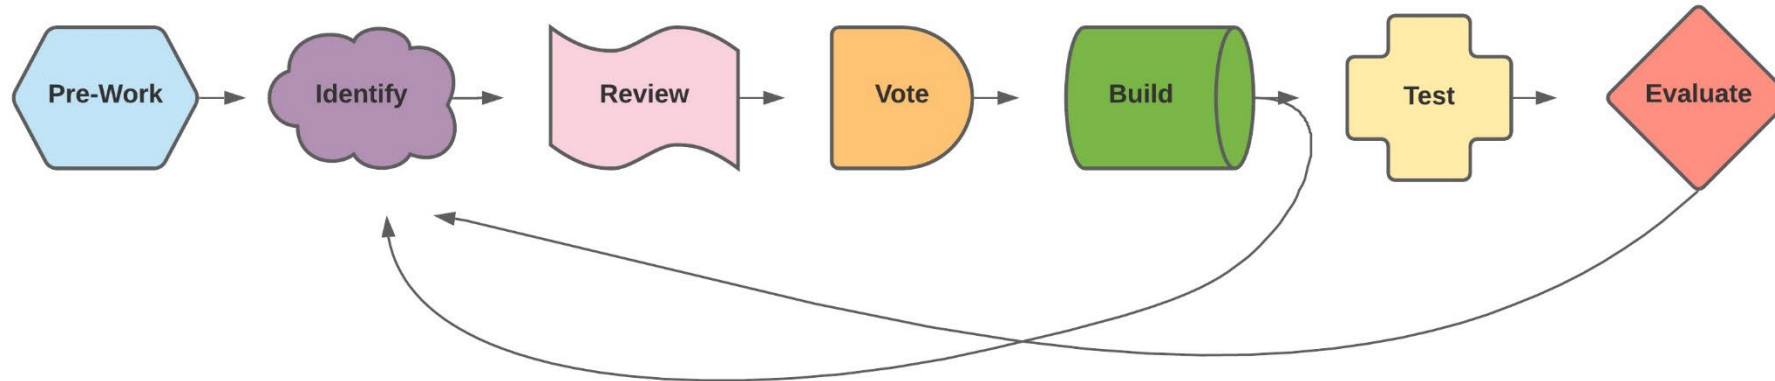 Pre-Work
Identify
Review
Vote
Build
Test
Evaluate